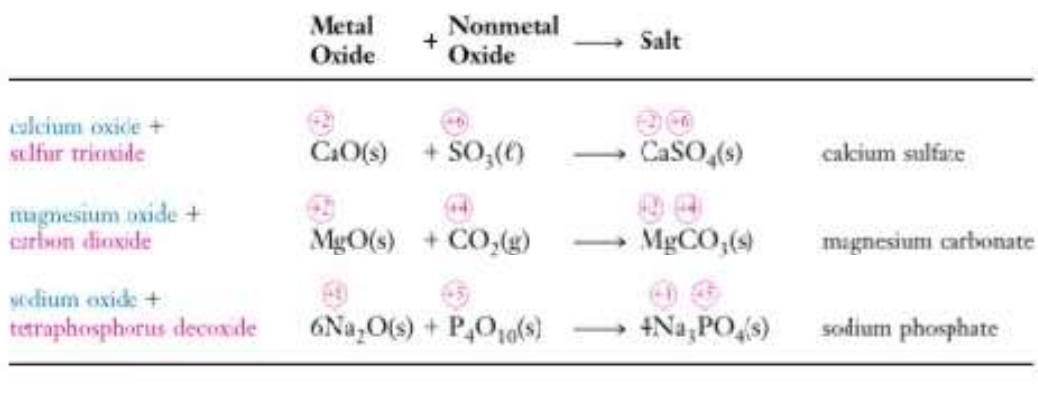 Metal Oxide + Nonmetal Oxide ⟶ Salt
calcium oxide + sulfur trioxide
+2 +6 +2 +6
CaO(s) + SO₃(ℓ) ⟶ CaSO₄(s) calcium sulfate
magnesium oxide + carbon dioxide
+2 +4 +2 +4
MgO(s) + CO₂(g) ⟶ MgCO₃(s) magnesium carbonate
sodium oxide + tetraphosphorus decoxide
+1 +5 +1 +5
6Na₂O(s) + P₄O₁₀(s) ⟶ 4Na₃PO₄(s) sodium phosphate